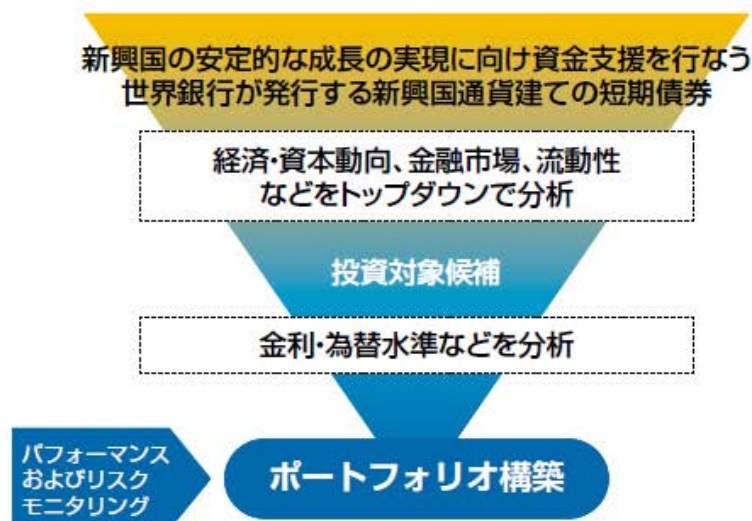 新興国の安定的な成長の実現に向け資金支援を行なう
世界銀行が発行する新興国通貨建ての短期債券
経済・資本動向、金融市場、流動性
などをトップダウンで分析
投資対象候補
金利・為替水準などを分析
パフォーマンス
およびリスク
モニタリング
ポートフォリオ構築